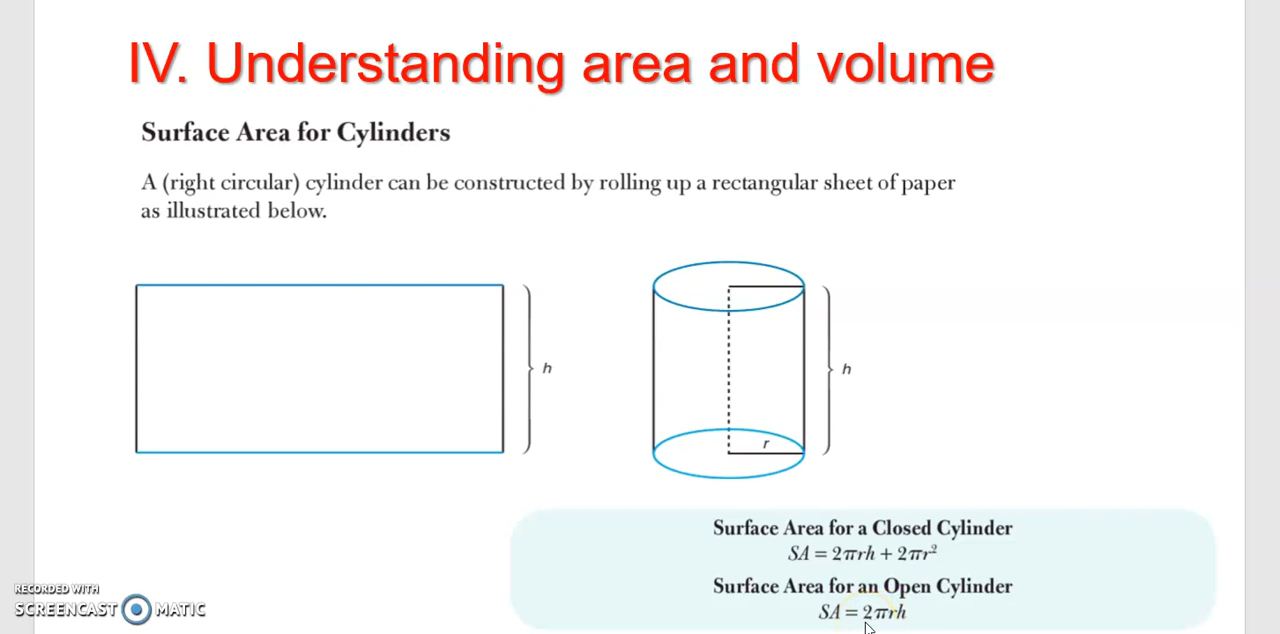 IV. Understanding area and volume
Surface Area for Cylinders
A (right circular) cylinder can be constructed by rolling up a rectangular sheet of paper
as illustrated below.
h
h
r
Surface Area for a Closed Cylinder
SA = 2πrh + 2πr²
Surface Area for an Open Cylinder
SA = 2πrh
RECORDED WITH
SCREENCAST MATIC